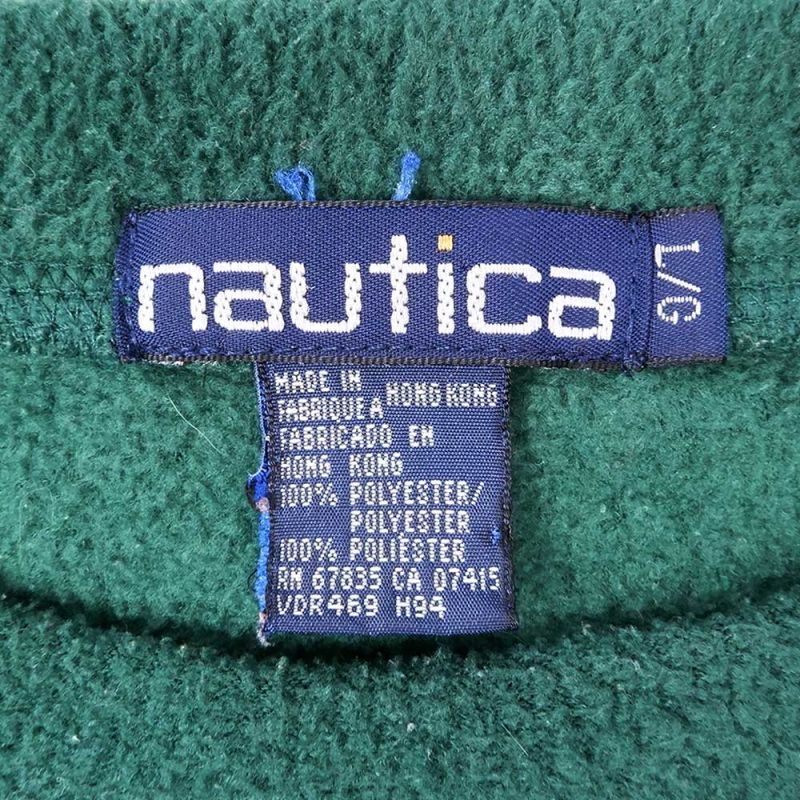 nautica
L/G
MADE IN HONG KONG
FABRIQUE A
FABRICADO EN
HONG KONG
100% POLYESTER/
POLYESTER
100% POLIÉSTER
RN 67835 CA 07415
VDR469 H94